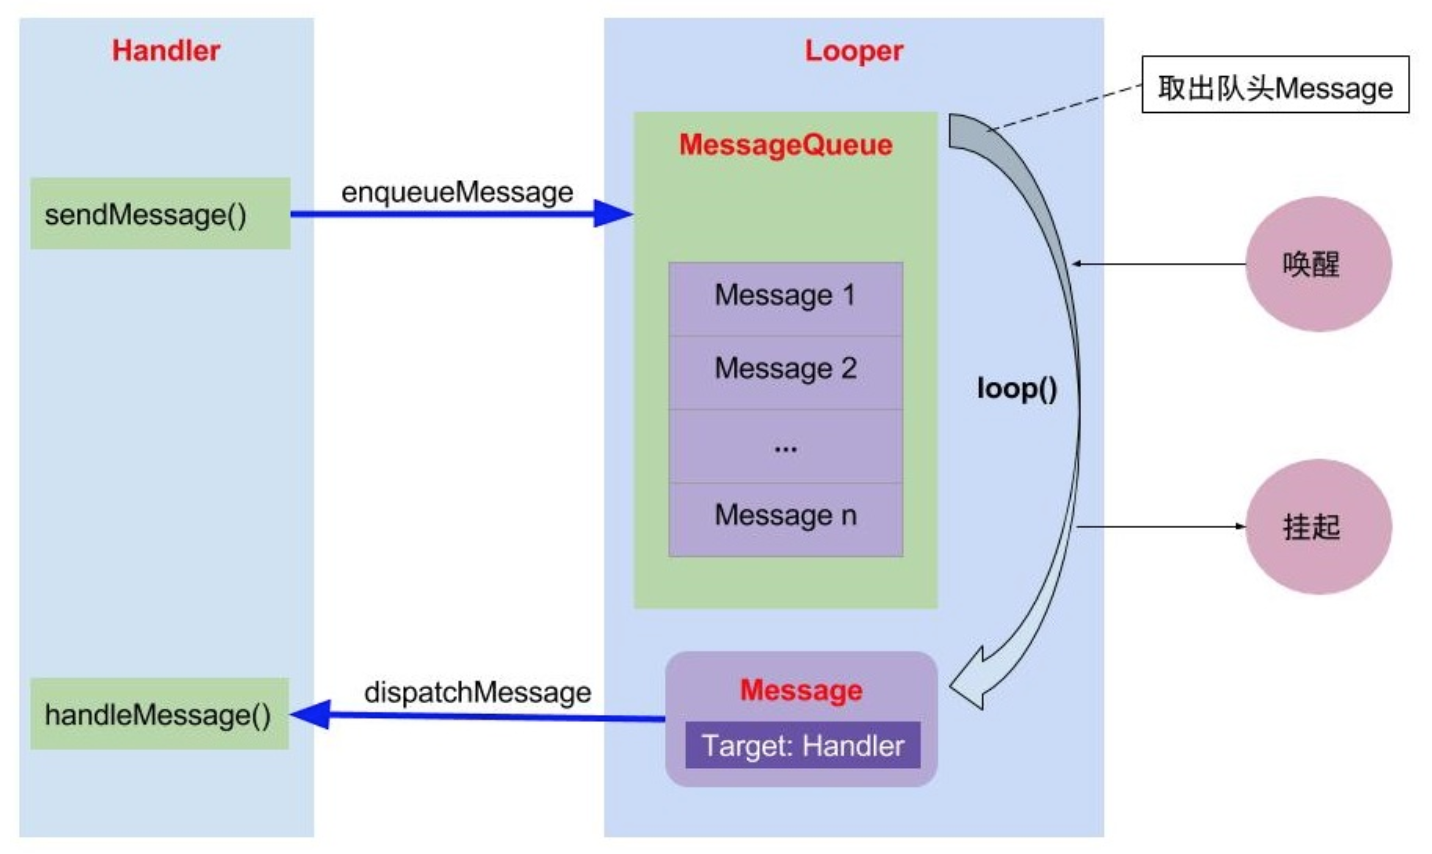 Handler
Looper
取出队头Message
MessageQueue
sendMessage()
enqueueMessage
唤醒
Message 1
Message 2
...
Message n
loop()
挂起
handleMessage()
dispatchMessage
Message
Target: Handler